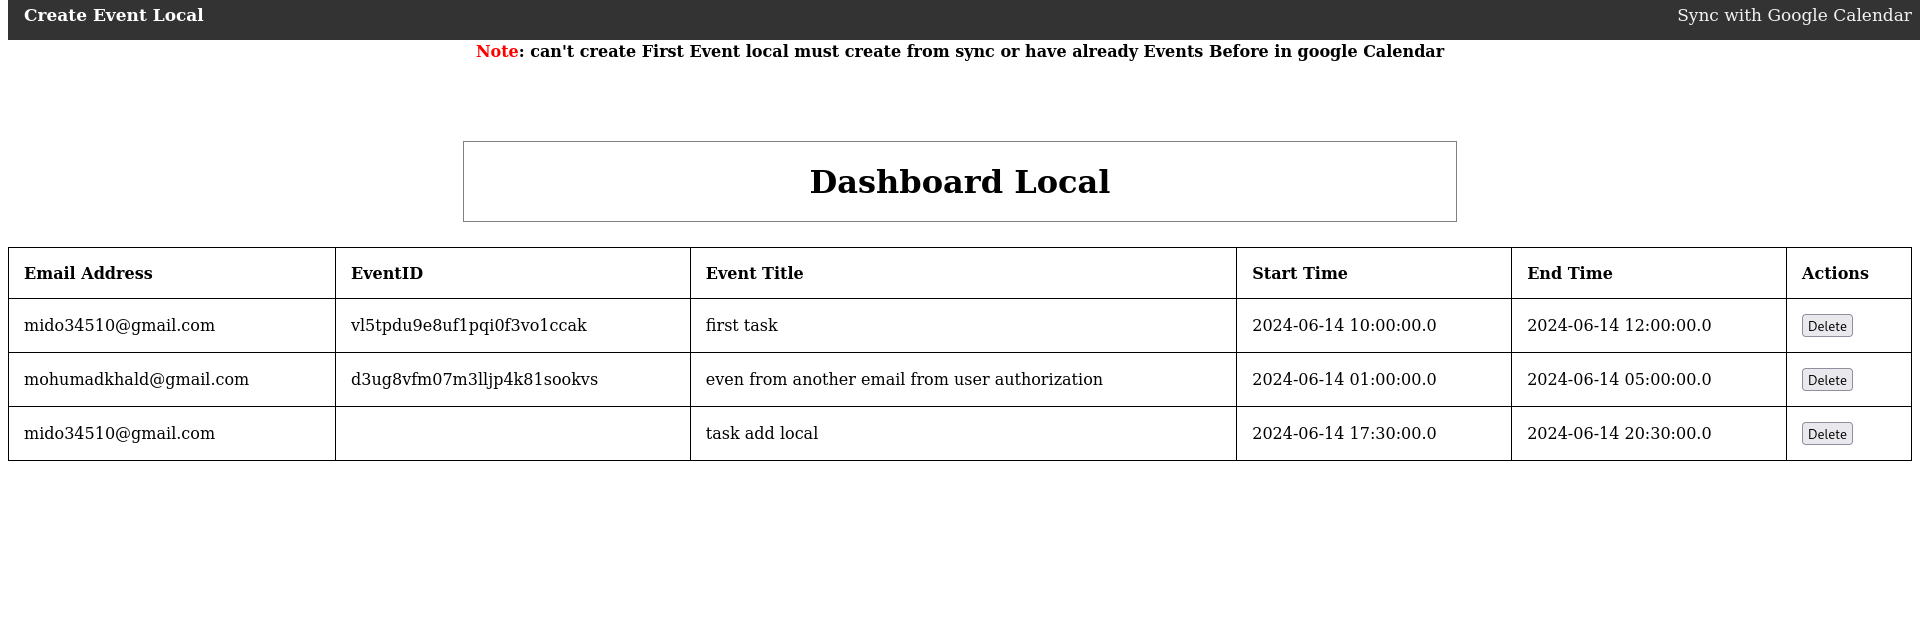 Create Event Local Sync with Google Calendar
Note: can't create First Event local must create from sync or have already Events Before in google Calendar
Dashboard Local
Email Address EventID Event Title Start Time End Time Actions
mido34510@gmail.com vl5tpdu9e8uf1pqi0f3vo1ccak first task 2024-06-14 10:00:00.0 2024-06-14 12:00:00.0 Delete
mohumadkhald@gmail.com d3ug8vfm07m3lljp4k81sookvs even from another email from user authorization 2024-06-14 01:00:00.0 2024-06-14 05:00:00.0 Delete
mido34510@gmail.com task add local 2024-06-14 17:30:00.0 2024-06-14 20:30:00.0 Delete